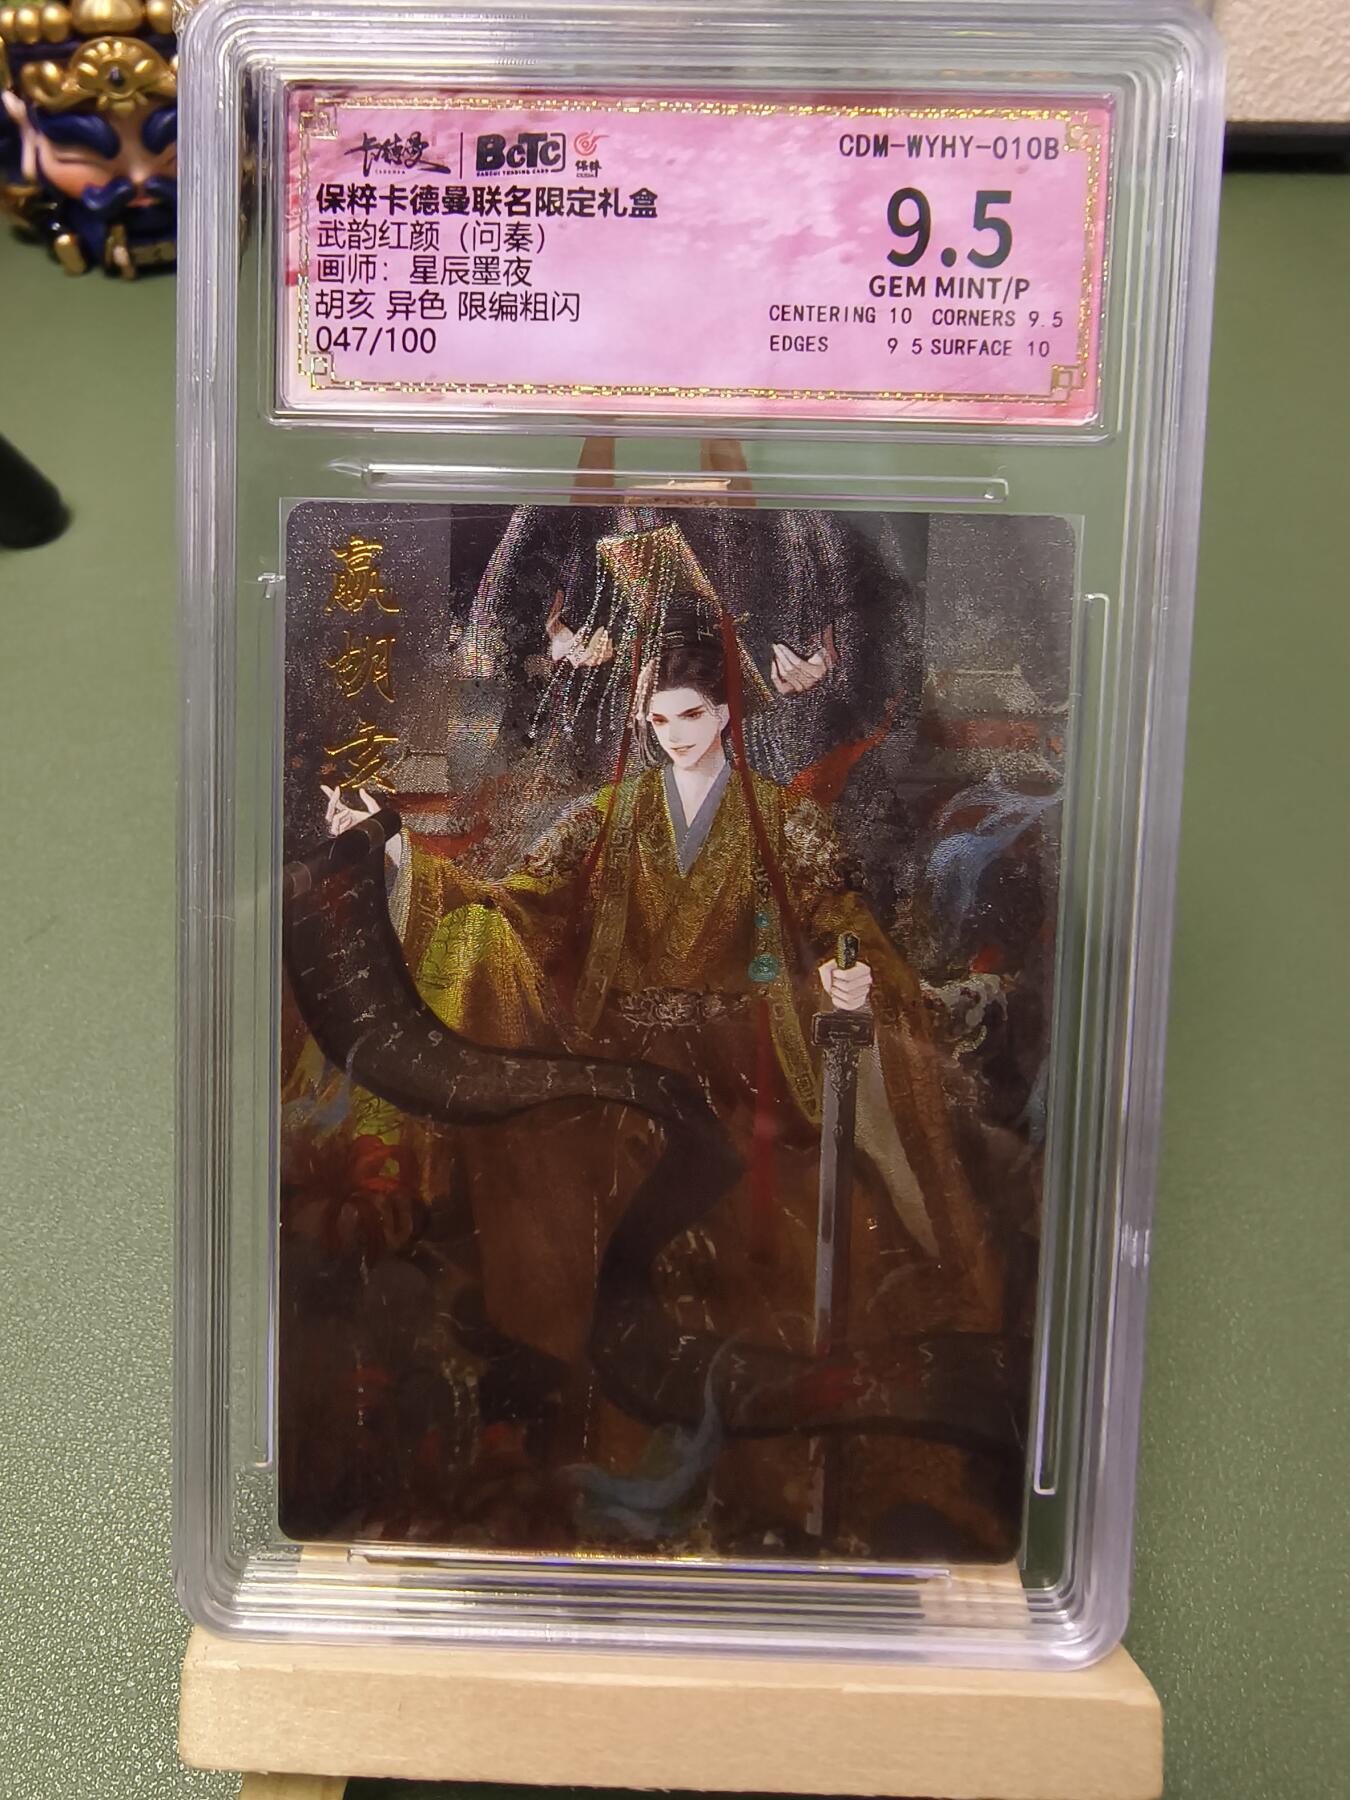 卡德曼 BCTC 保粹
CDM-WYHY-010B
保粹卡德曼联名限定礼盒
武韵红颜（问秦）
画师：星辰墨夜
胡亥 异色 限编粗闪
047/100
9.5
GEM MINT/P
CENTERING 10 CORNERS 9.5
EDGES 9 5 SURFACE 10
嬴胡亥